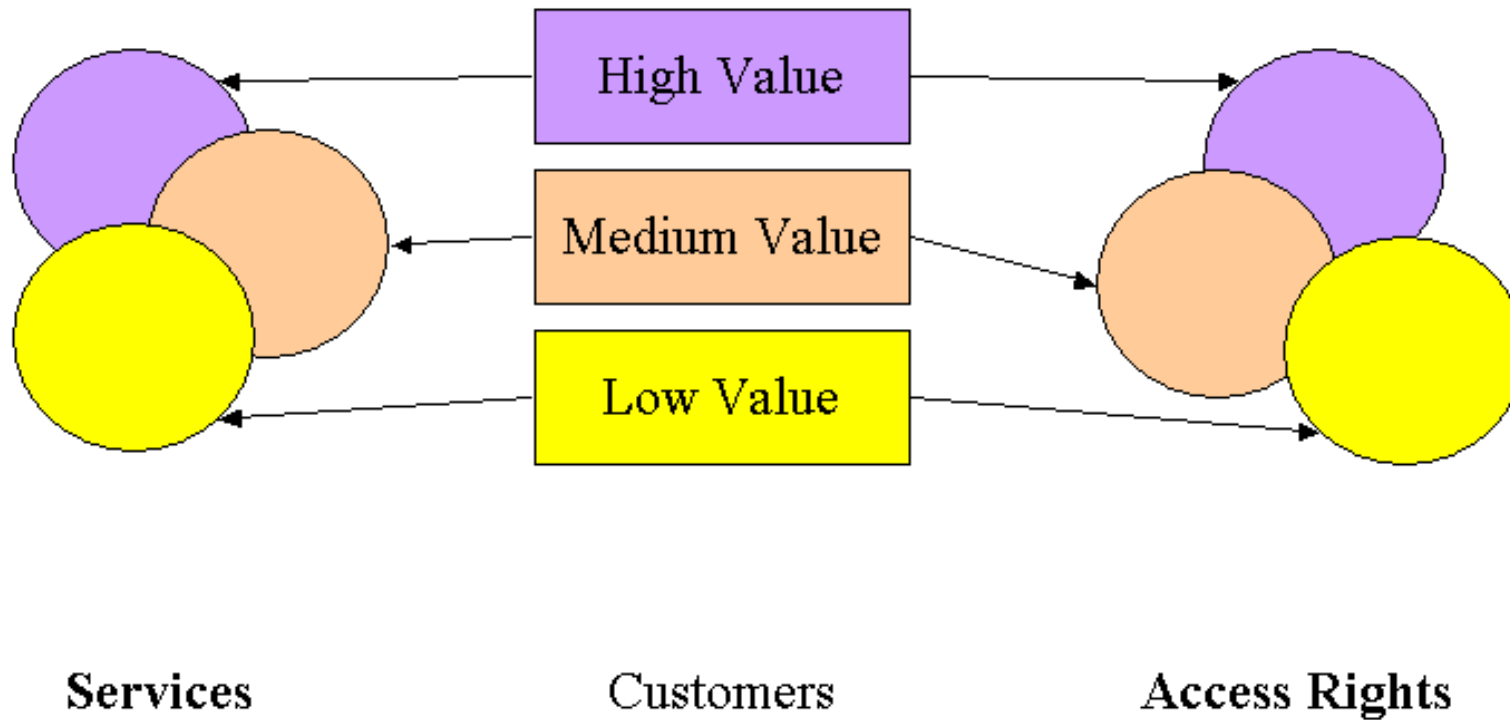 High Value
Medium Value
Low Value
Services
Customers
Access Rights